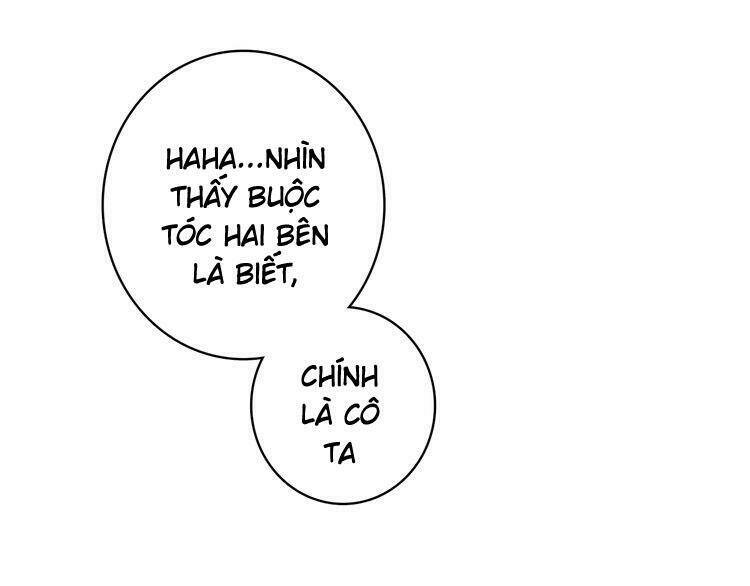 HAHA...NHÌN
THẤY BUỘC
TÓC HAI BÊN
LÀ BIẾT,
CHÍNH
LÀ CÔ
TA